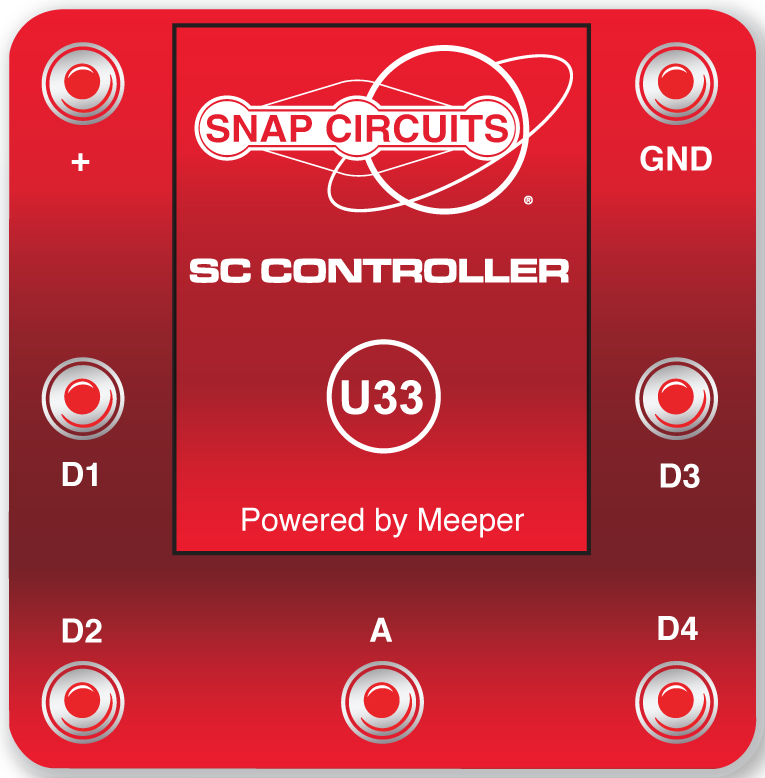 +
GND
SNAP CIRCUITS
®
SC CONTROLLER
U33
D1
D3
Powered by Meeper
D2
A
D4